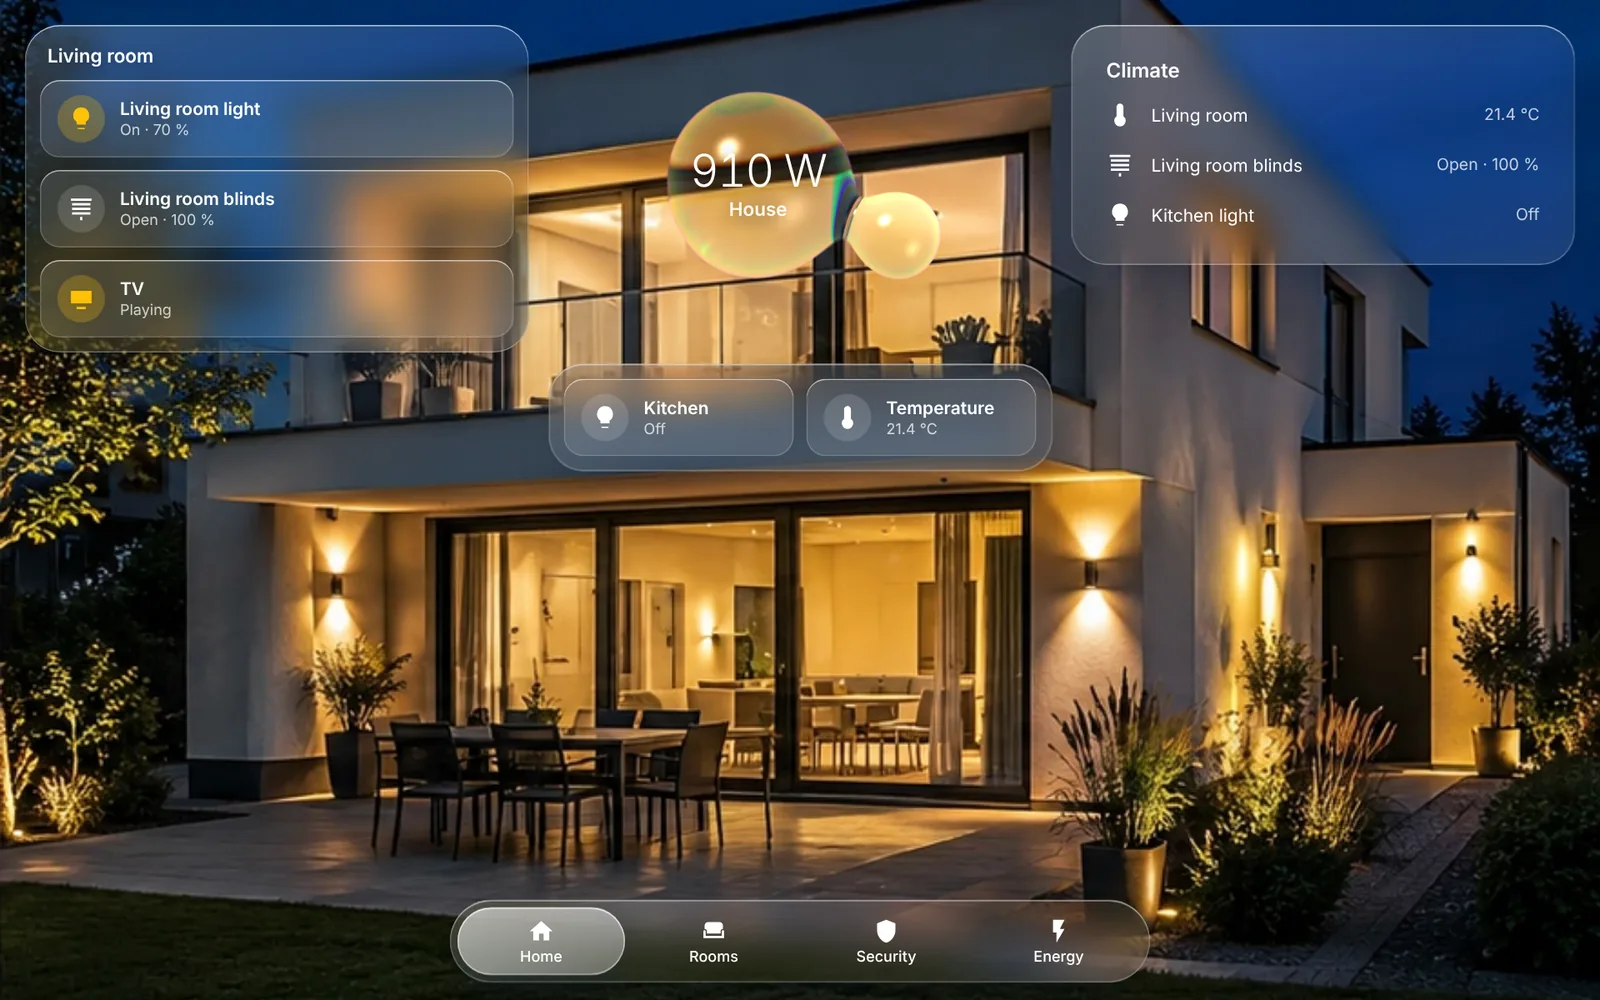 Living room
Living room light
On · 70 %
Living room blinds
Open · 100 %
TV
Playing
910 W
House
Climate
Living room 21.4 °C
Living room blinds Open · 100 %
Kitchen light Off
Kitchen
Off
Temperature
21.4 °C
Home
Rooms
Security
Energy